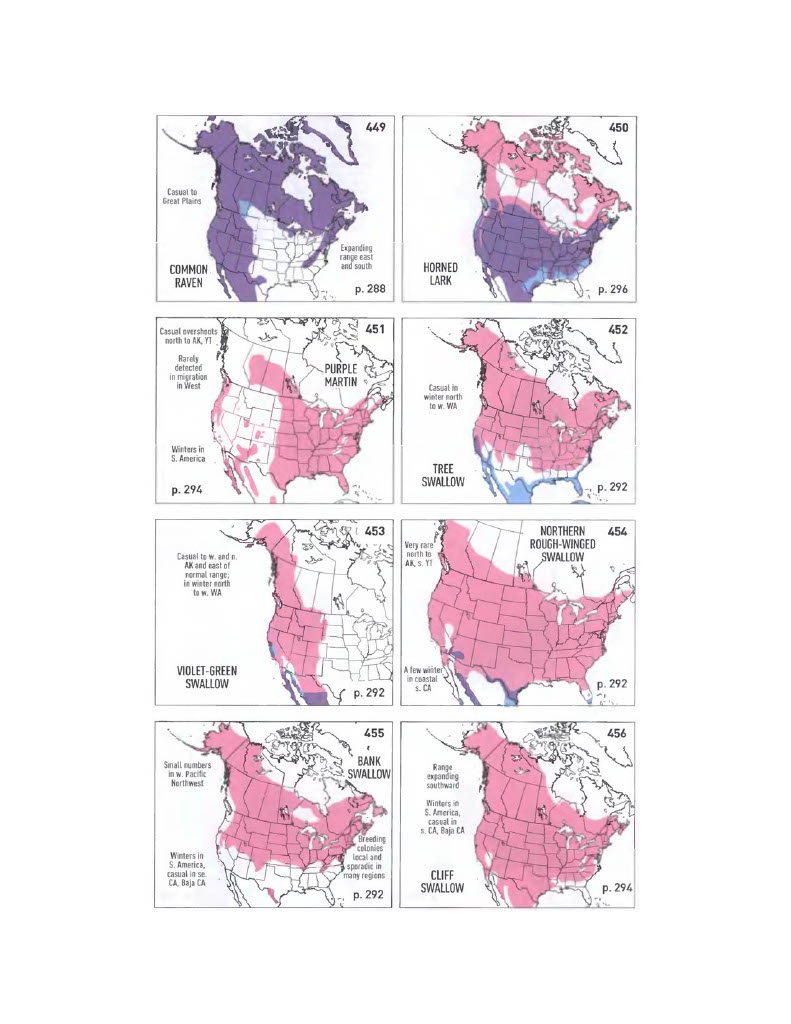 449
Casual to
Great Plains
Expanding
range east
and south
COMMON
RAVEN
p. 288
450
HORNED
LARK
p. 296
451
Casual overshoots
north to AK, YT
Rarely
detected
in migration
in West
PURPLE
MARTIN
Winters in
S. America
p. 294
452
Casual in
winter north
to w. WA
TREE
SWALLOW
p. 292
453
Casual to w. and n.
AK and east of
normal range;
in winter north
to w. WA
VIOLET-GREEN
SWALLOW
p. 292
454
NORTHERN
ROUGH-WINGED
SWALLOW
Very rare
north to
AK, s. YT
A few winter
in coastal
s. CA
p. 292
455
BANK
SWALLOW
Small numbers
in w. Pacific
Northwest
Breeding
colonies
local and
sporadic in
many regions
Winters in
S. America,
casual in se.
CA, Baja CA
p. 292
456
Range
expanding
southward
Winters in
S. America,
casual in
s. CA, Baja CA
CLIFF
SWALLOW
p. 294